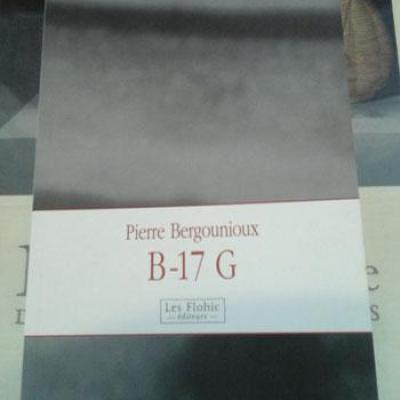 Pierre Bergounioux
B-17 G
Les Flohic
éditeurs